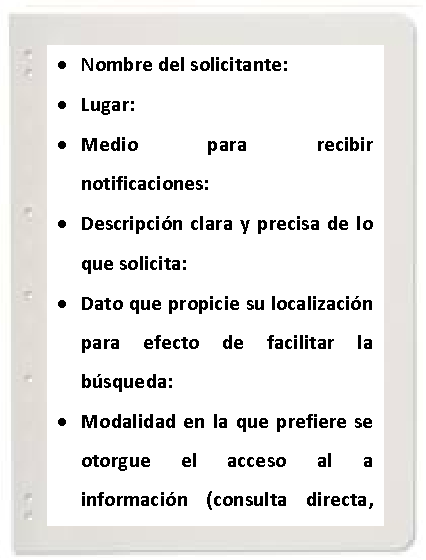 • Nombre del solicitante:
• Lugar:
• Medio para recibir
notificaciones:
• Descripción clara y precisa de lo
que solicita:
• Dato que propicie su localización
para efecto de facilitar la
búsqueda:
• Modalidad en la que prefiere se
otorgue el acceso al a
información (consulta directa,